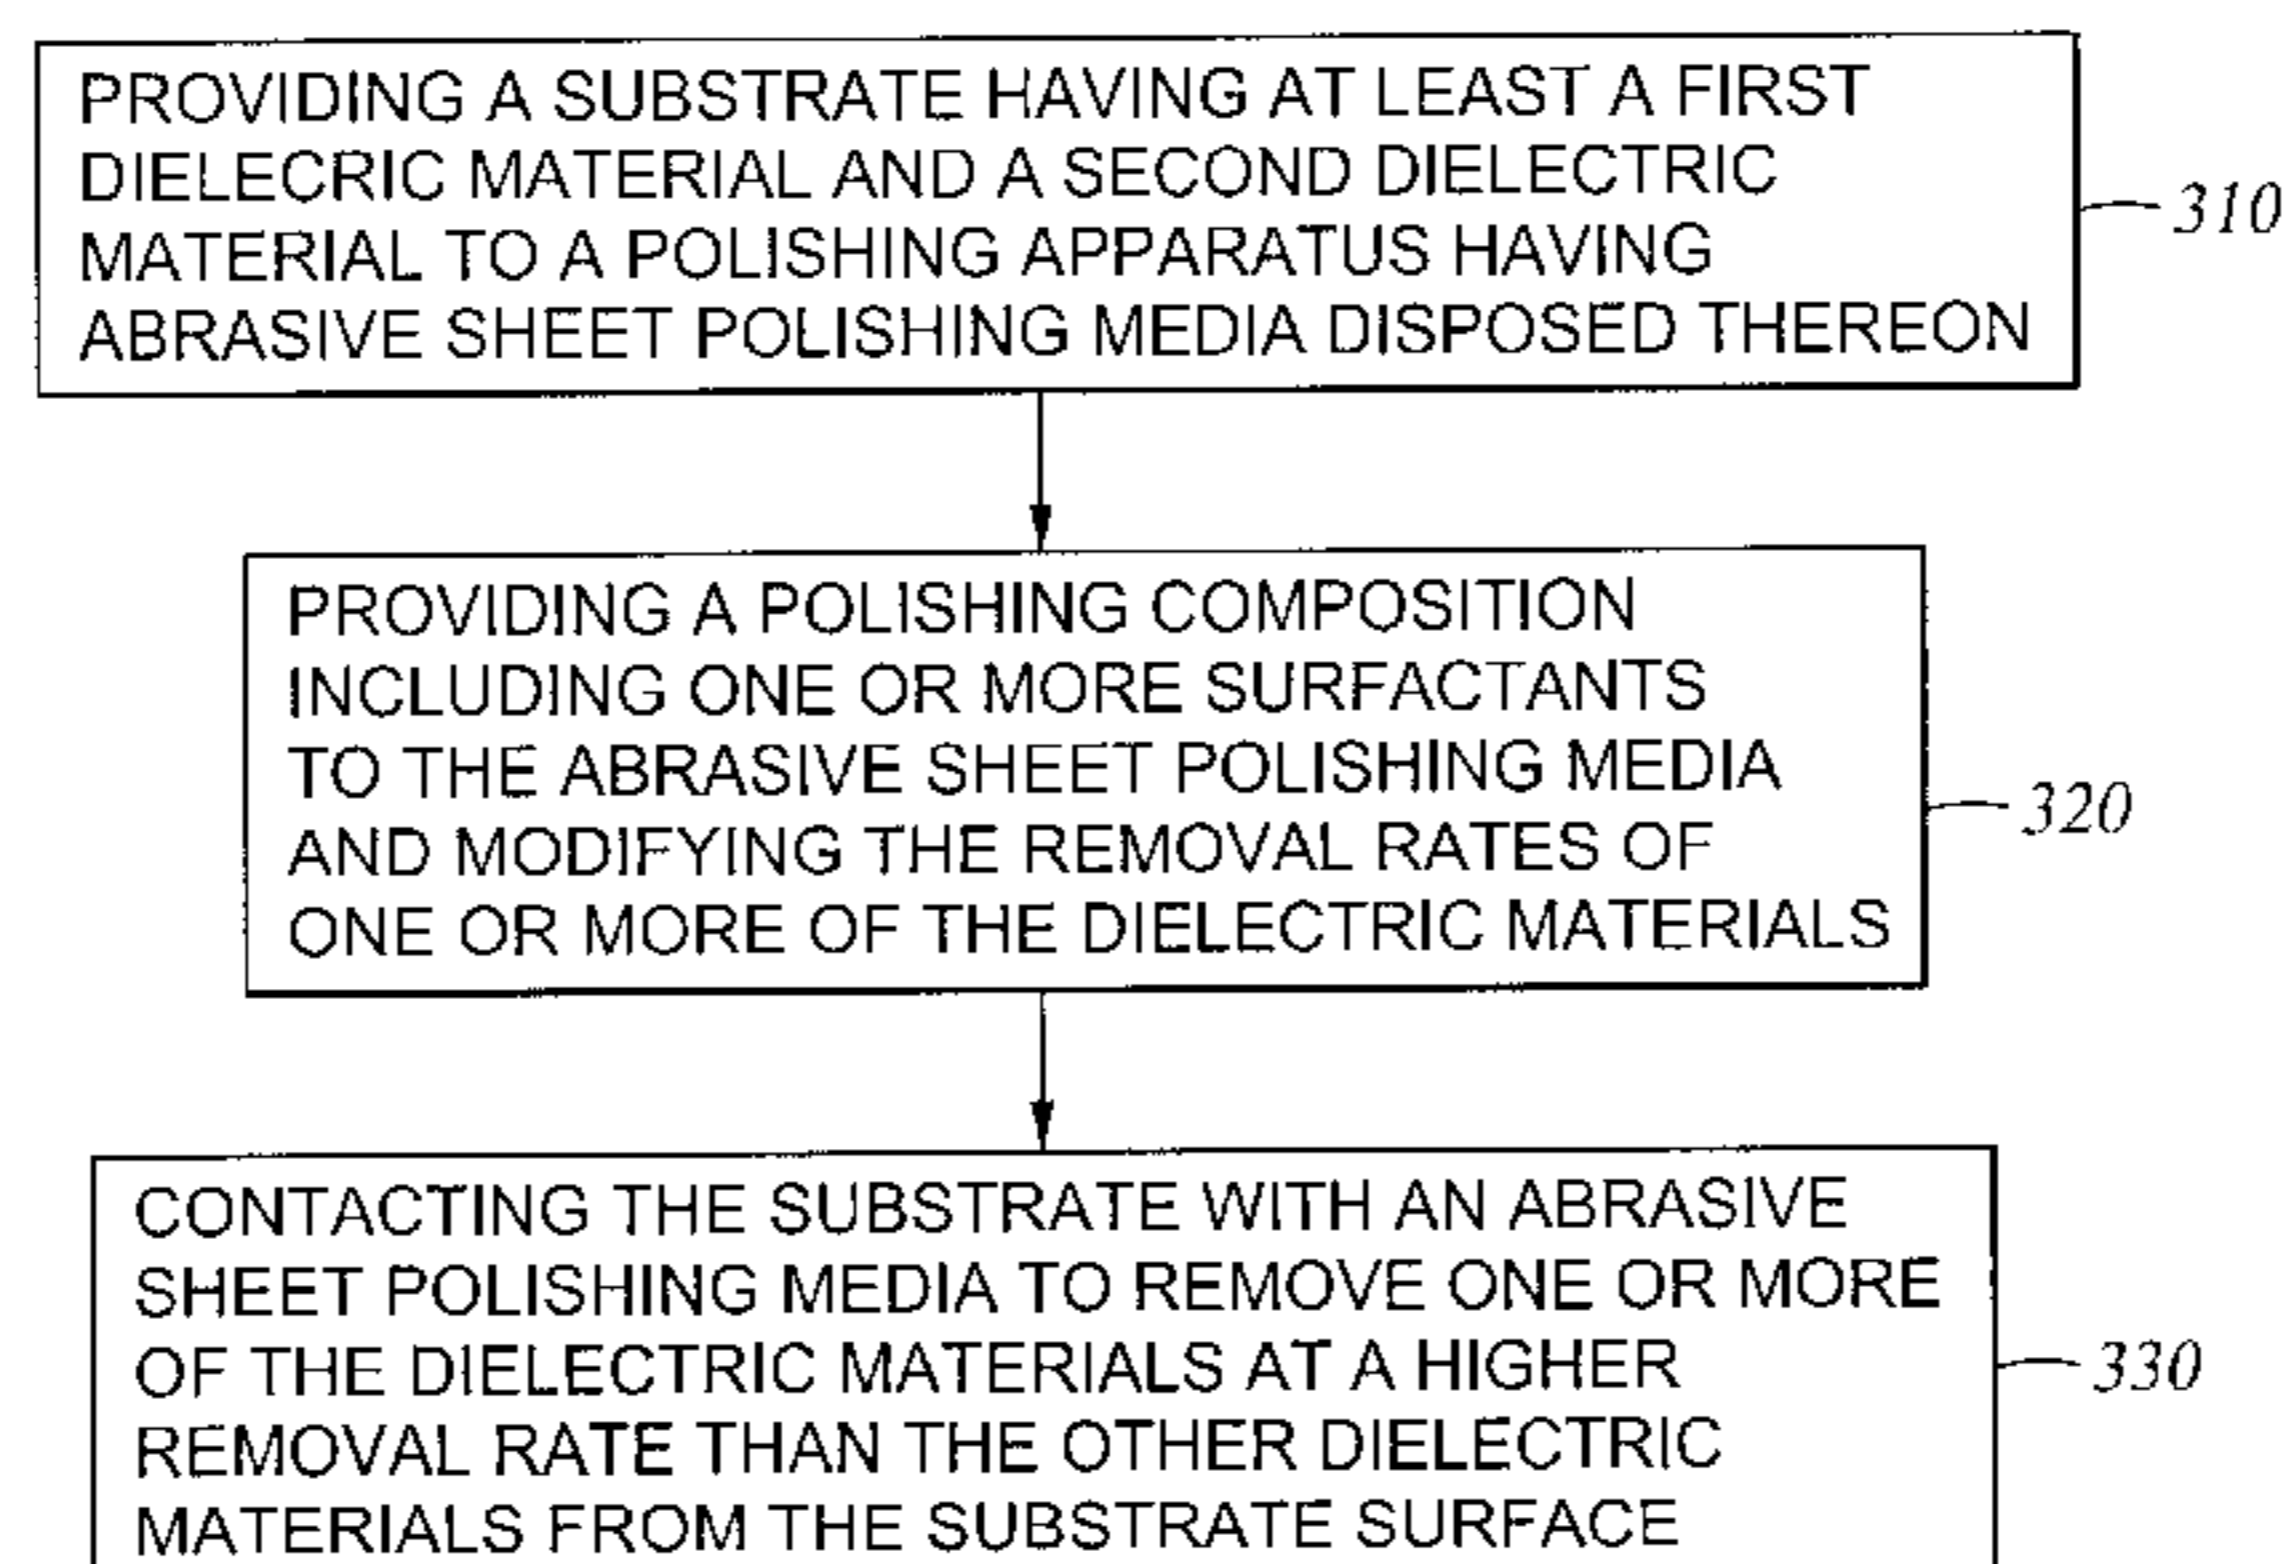 PROVIDING A SUBSTRATE HAVING AT LEAST A FIRST
DIELECRIC MATERIAL AND A SECOND DIELECTRIC
MATERIAL TO A POLISHING APPARATUS HAVING
ABRASIVE SHEET POLISHING MEDIA DISPOSED THEREON
310
PROVIDING A POLISHING COMPOSITION
INCLUDING ONE OR MORE SURFACTANTS
TO THE ABRASIVE SHEET POLISHING MEDIA
AND MODIFYING THE REMOVAL RATES OF
ONE OR MORE OF THE DIELECTRIC MATERIALS
320
CONTACTING THE SUBSTRATE WITH AN ABRASIVE
SHEET POLISHING MEDIA TO REMOVE ONE OR MORE
OF THE DIELECTRIC MATERIALS AT A HIGHER
REMOVAL RATE THAN THE OTHER DIELECTRIC
MATERIALS FROM THE SUBSTRATE SURFACE
330